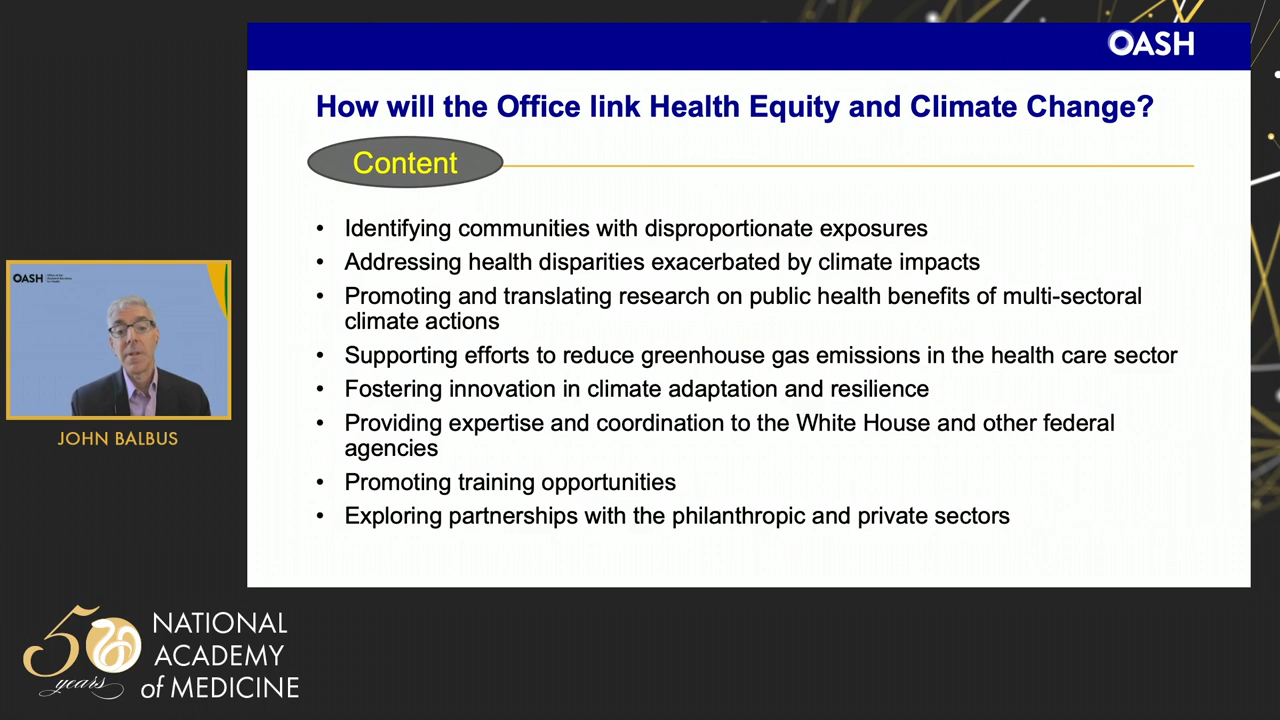 OASH
How will the Office link Health Equity and Climate Change?
Content
• Identifying communities with disproportionate exposures
• Addressing health disparities exacerbated by climate impacts
• Promoting and translating research on public health benefits of multi-sectoral
climate actions
• Supporting efforts to reduce greenhouse gas emissions in the health care sector
• Fostering innovation in climate adaptation and resilience
• Providing expertise and coordination to the White House and other federal
agencies
• Promoting training opportunities
• Exploring partnerships with the philanthropic and private sectors
OASH
JOHN BALBUS
50
years
NATIONAL
ACADEMY
of MEDICINE